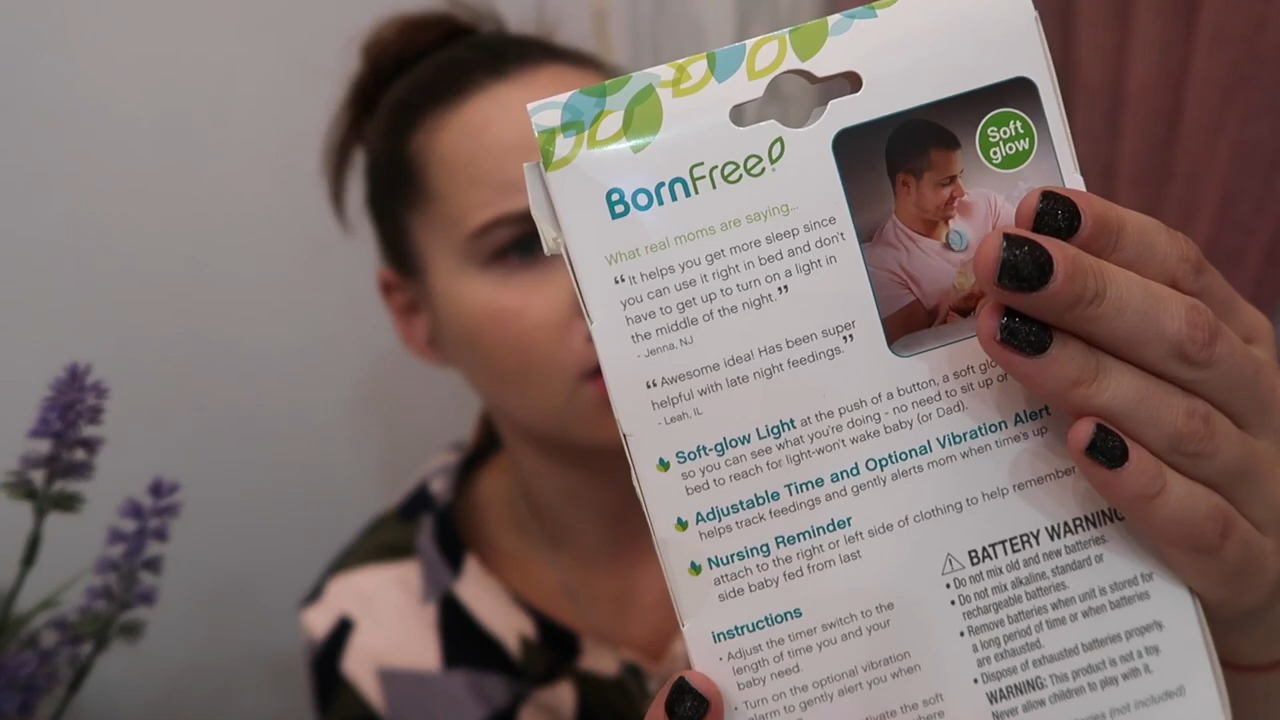 BornFree
Soft
glow
What real moms are saying...
“It helps you get more sleep since
you can use it right in bed and don't
have to get up to turn on a light in
the middle of the night.”
- Jenna, NJ
“Awesome idea! Has been super
helpful with late night feedings.”
- Leah, IL
Soft-glow Light at the push of a button, a soft glo
so you can see what you're doing - no need to sit up or
bed to reach for light-won't wake baby (or Dad).
Adjustable Time and Optional Vibration Alert
helps track feedings and gently alerts mom when time's up
Nursing Reminder
attach to the right or left side of clothing to help remember
side baby fed from last
instructions
• Adjust the timer switch to the
length of time you and your
baby need.
• Turn on the optional vibration
alarm to gently alert you when
the soft
BATTERY WARNING
• Do not mix old and new batteries.
• Do not mix alkaline, standard or
rechargeable batteries.
• Remove batteries when unit is stored for
a long period of time or when batteries
are exhausted.
• Dispose of exhausted batteries properly.
WARNING: This product is not a toy.
Never allow children to play with it.
(not included)